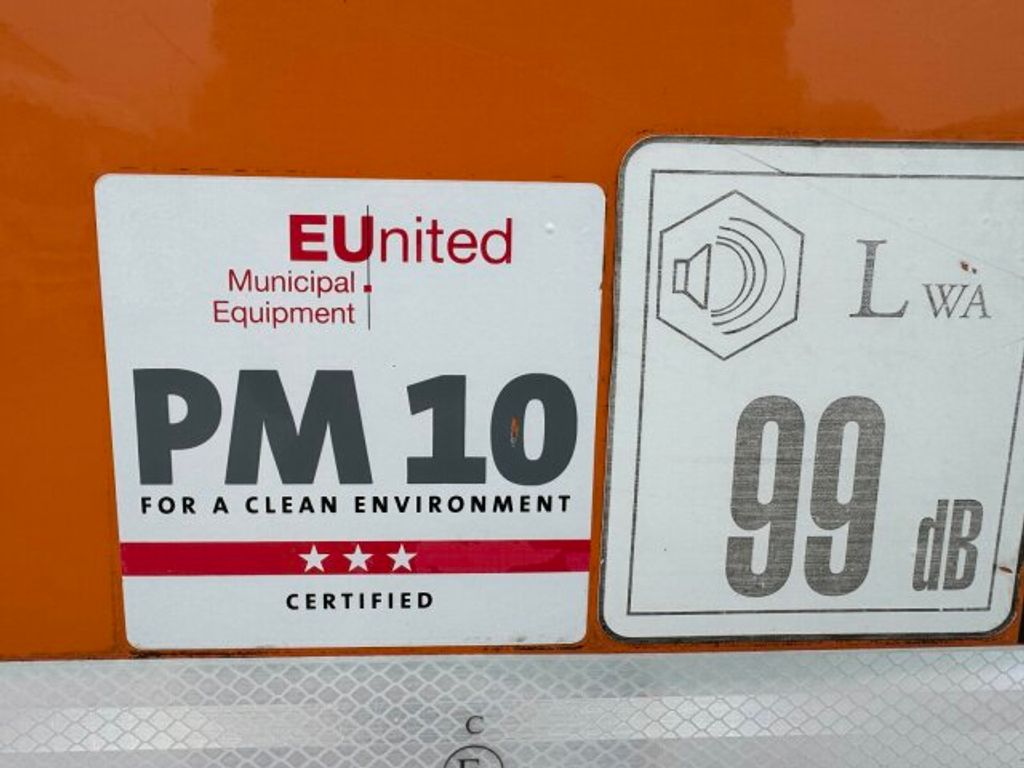 EUnited
Municipal
Equipment
PM 10
FOR A CLEAN ENVIRONMENT
CERTIFIED
LWA
99 dB
C
E